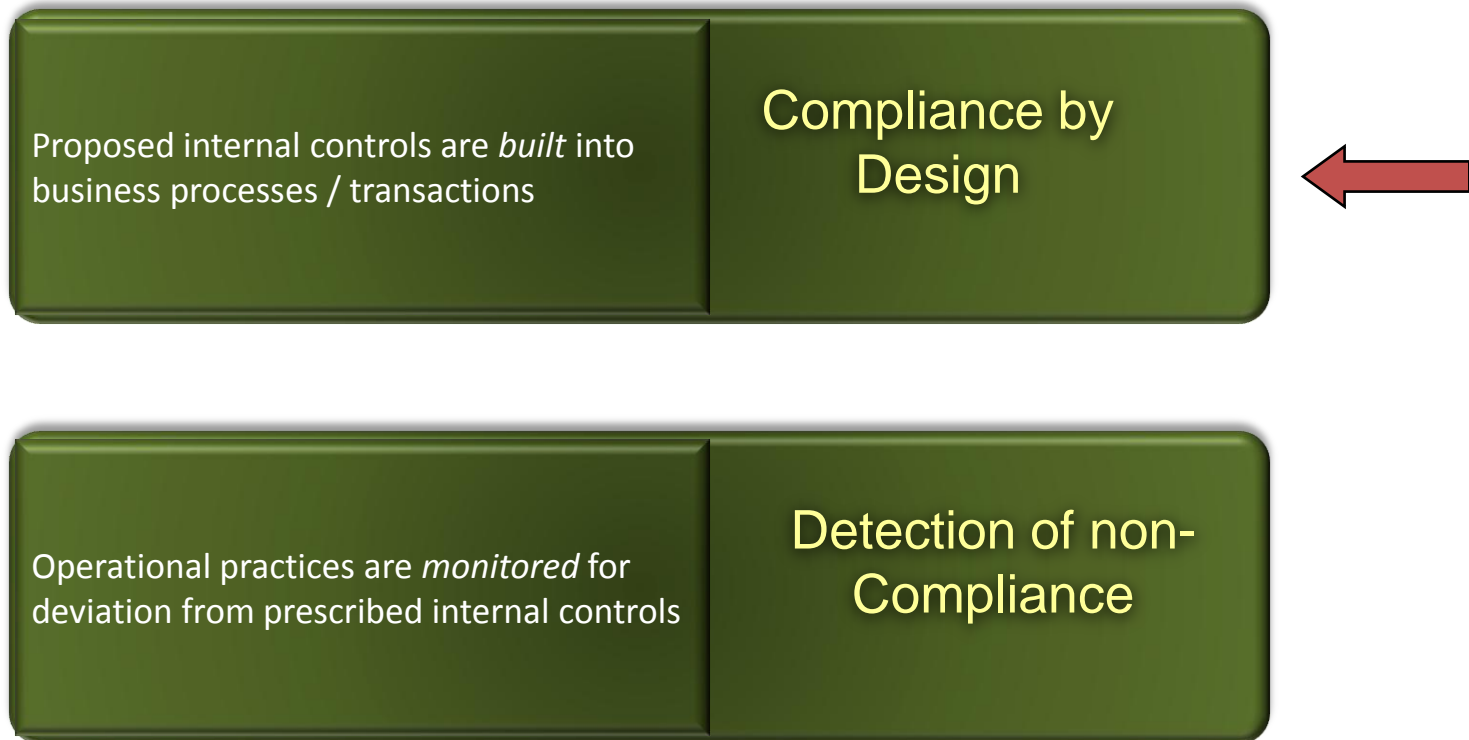 Proposed internal controls are built into
business processes / transactions
Compliance by
Design
Operational practices are monitored for
deviation from prescribed internal controls
Detection of non-
Compliance